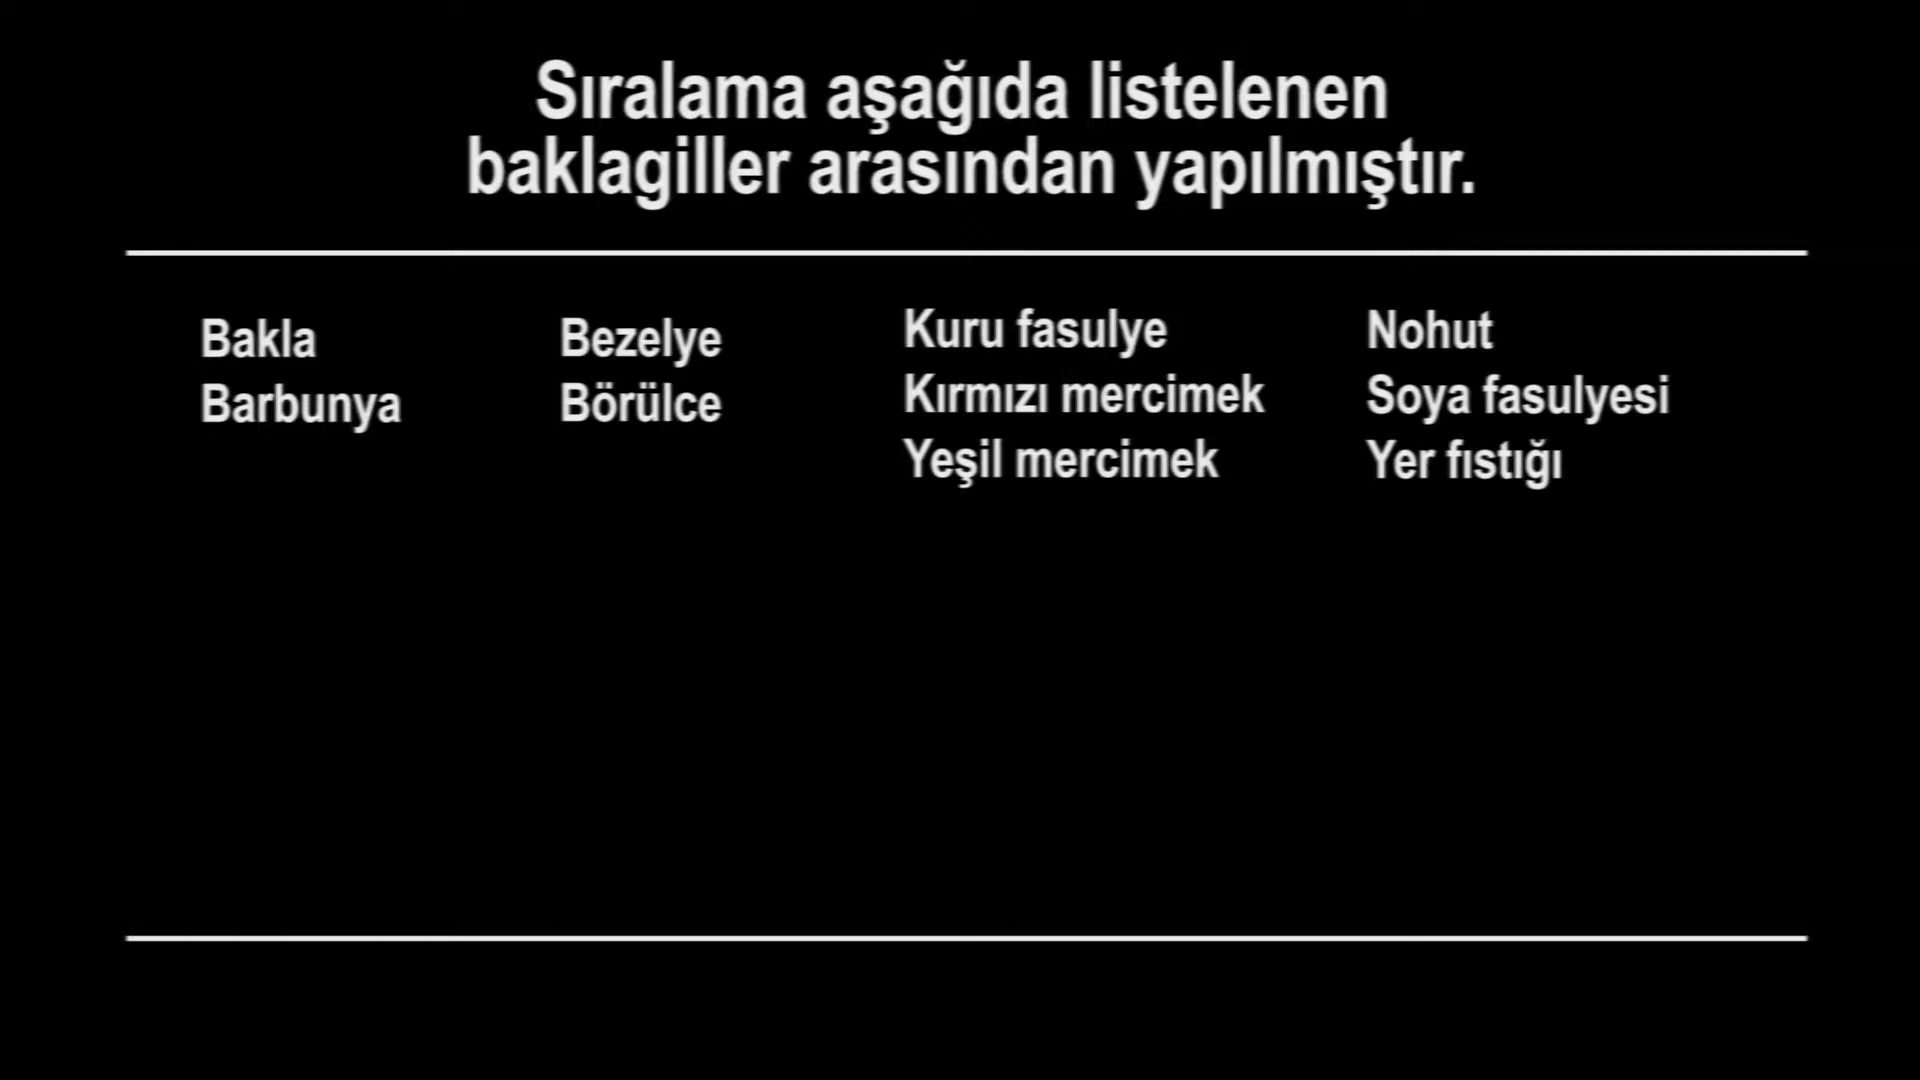 Sıralama aşağıda listelenen
baklagiller arasından yapılmıştır.
Bakla
Barbunya
Bezelye
Börülce
Kuru fasulye
Kırmızı mercimek
Yeşil mercimek
Nohut
Soya fasulyesi
Yer fıstığı